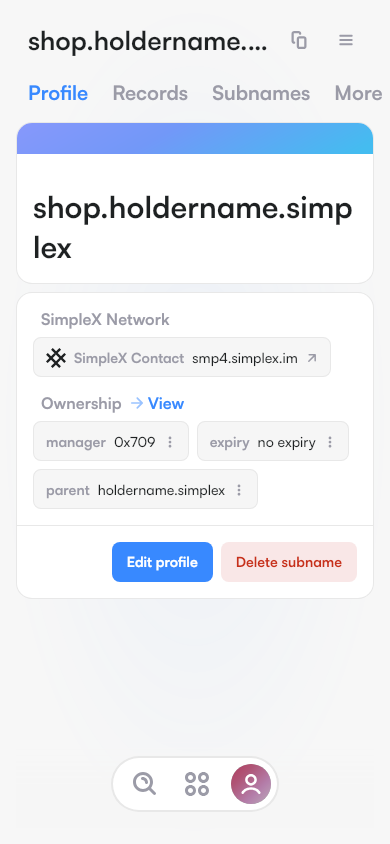 shop.holdername....
Profile Records Subnames More
shop.holdername.simp
lex
SimpleX Network
SimpleX Contact smp4.simplex.im
Ownership View
manager 0x709 expiry no expiry
parent holdername.simplex
Edit profile Delete subname